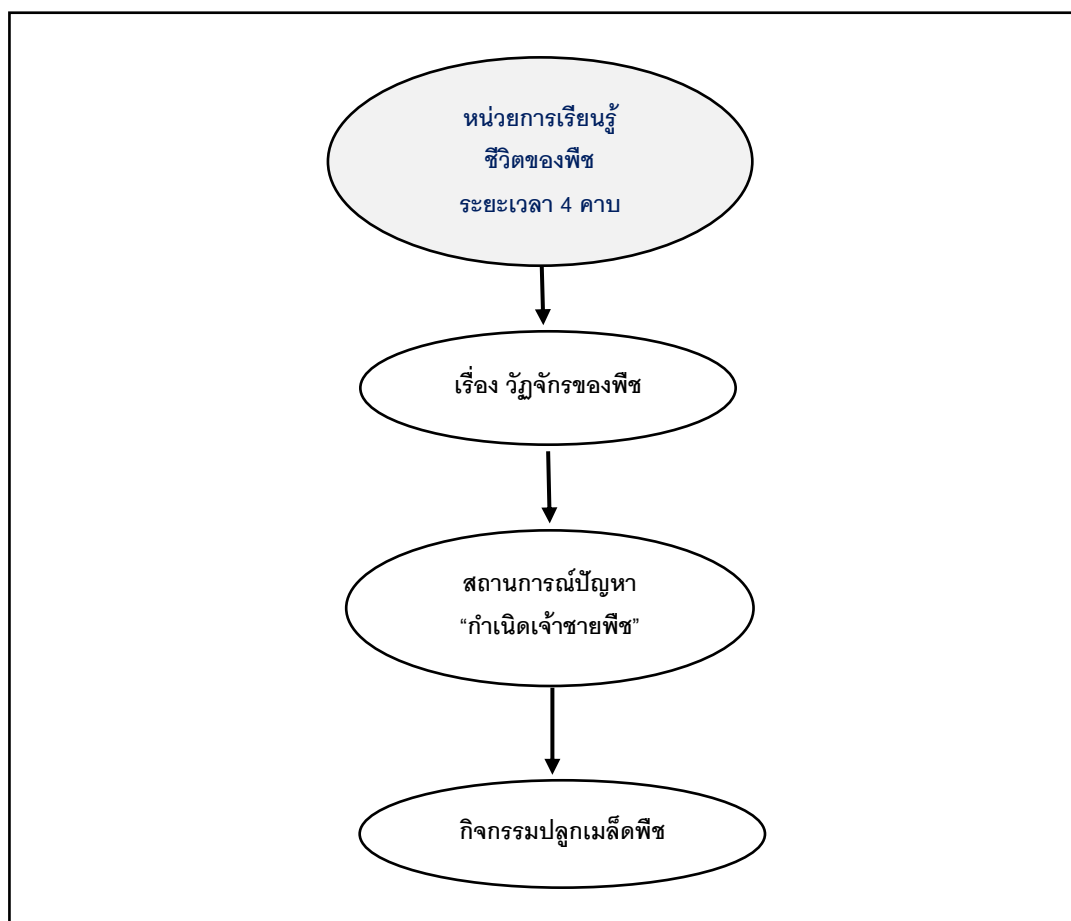 หน่วยการเรียนรู้
ชีวิตของพืช
ระยะเวลา 4 คาบ
เรื่อง วัฏจักรของพืช
สถานการณ์ปัญหา
“กำเนิดเจ้าชายพืช”
กิจกรรมปลูกเมล็ดพืช